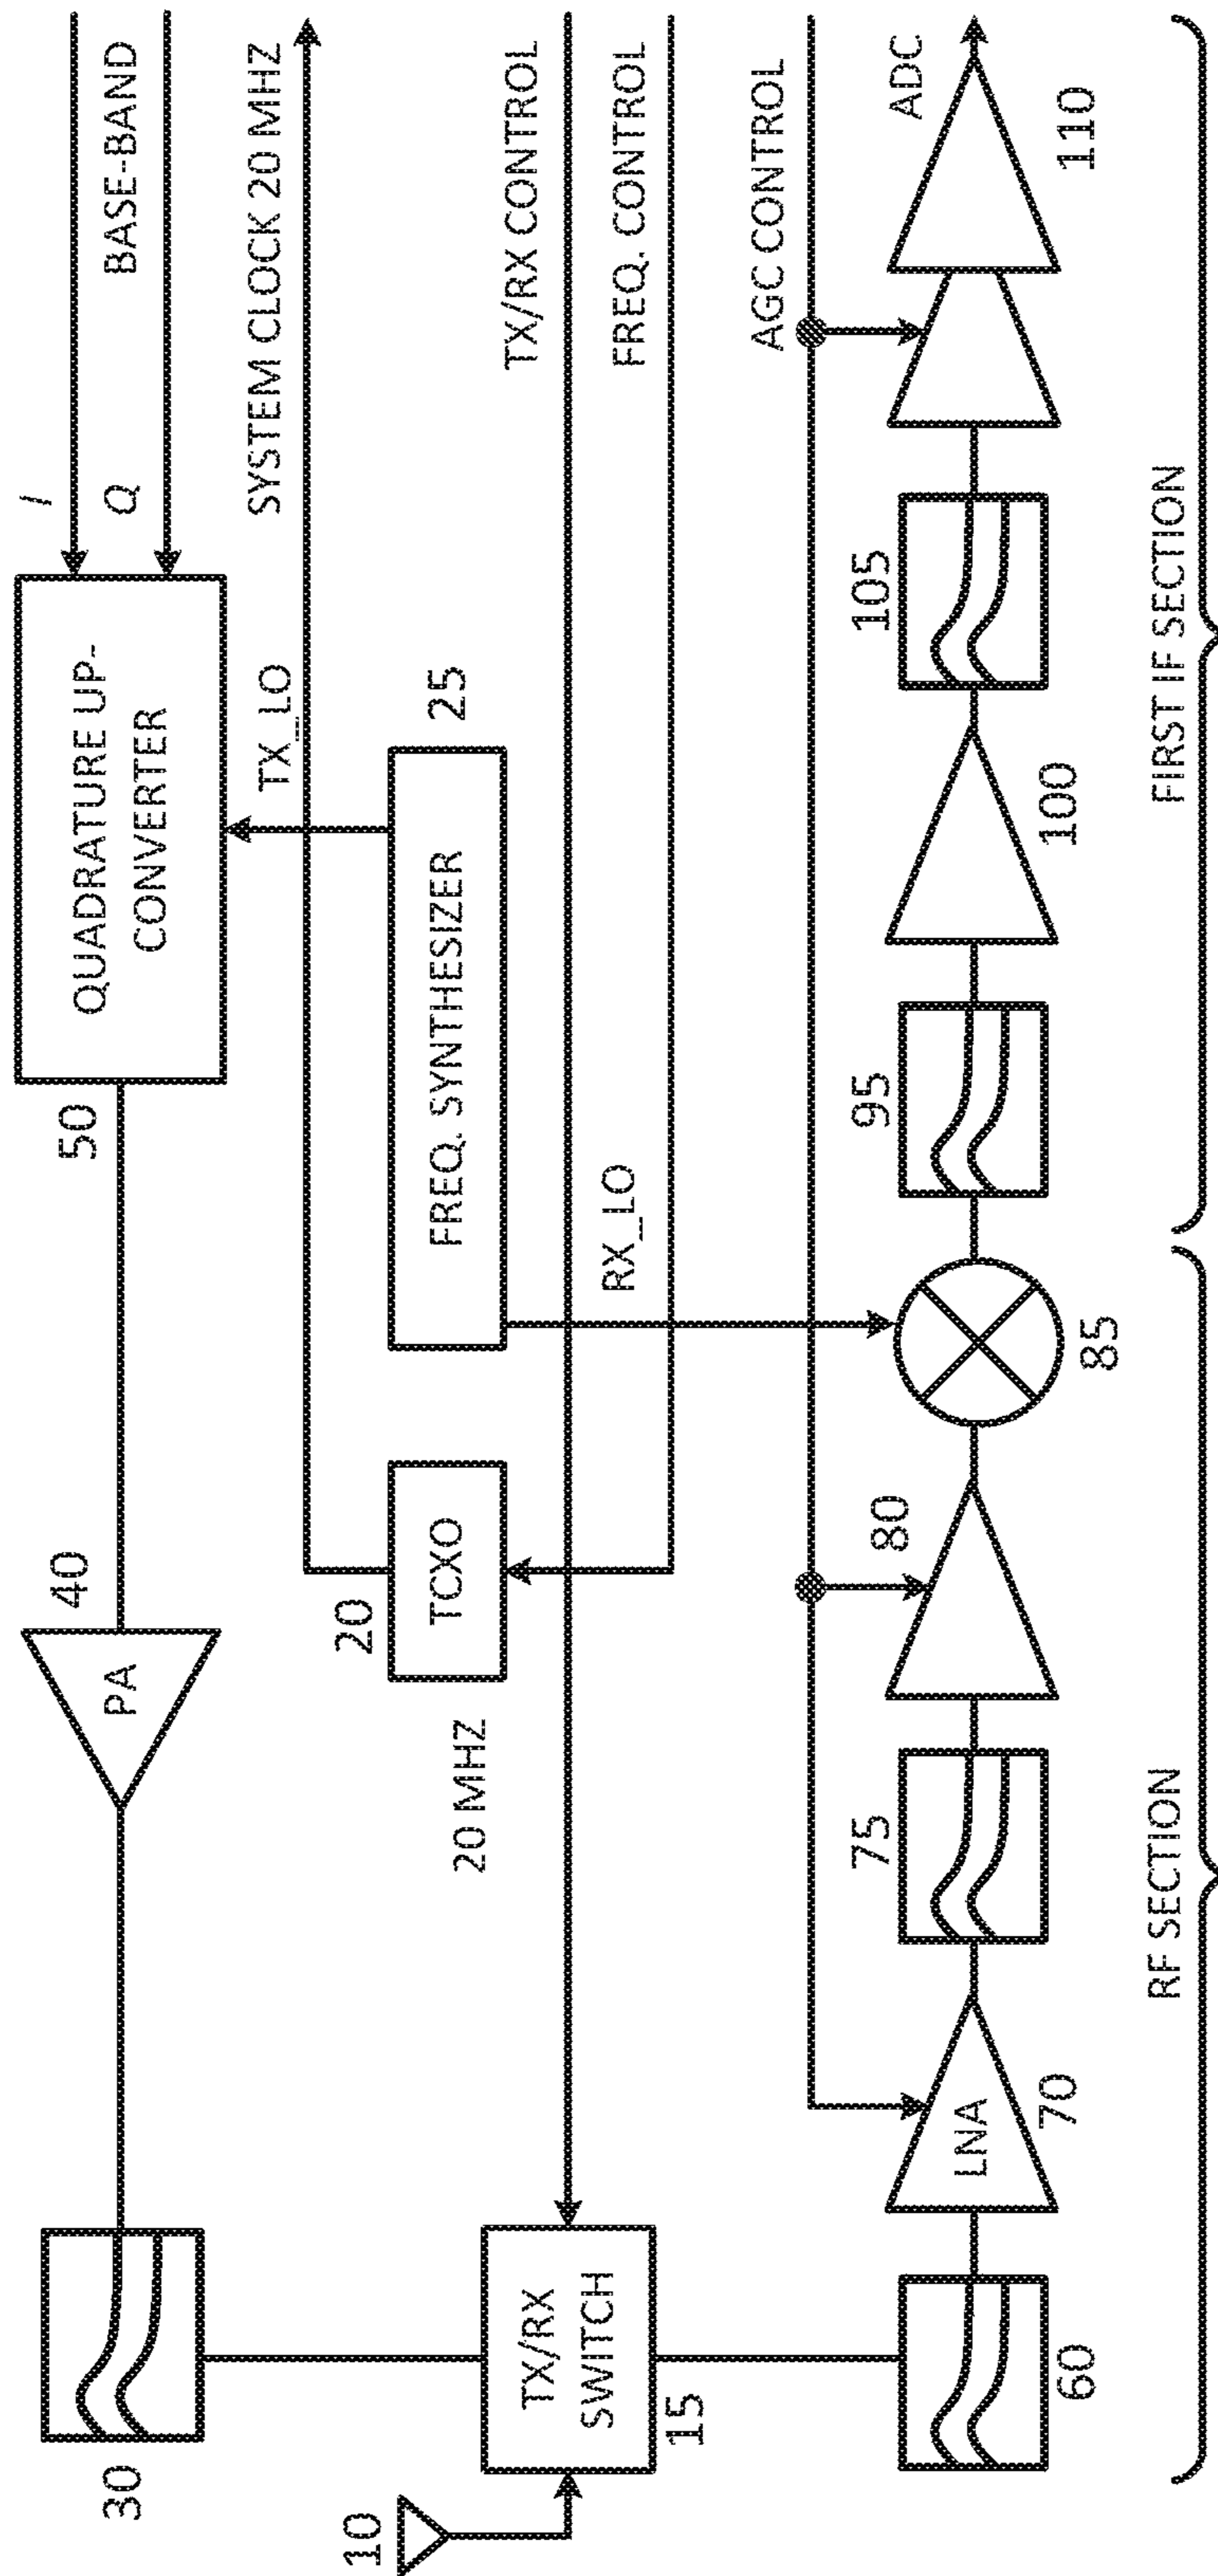 10
15
TX/RX
SWITCH
30
PA
40
50
QUADRATURE UP-
CONVERTER
I
Q
BASE-BAND
TX_LO
SYSTEM CLOCK 20 MHZ
20
TCXO
20 MHZ
FREQ. SYNTHESIZER
25
TX/RX CONTROL
RX_LO
FREQ. CONTROL
AGC CONTROL
60
LNA
70
75
80
85
95
100
105
110
ADC
RF SECTION
FIRST IF SECTION